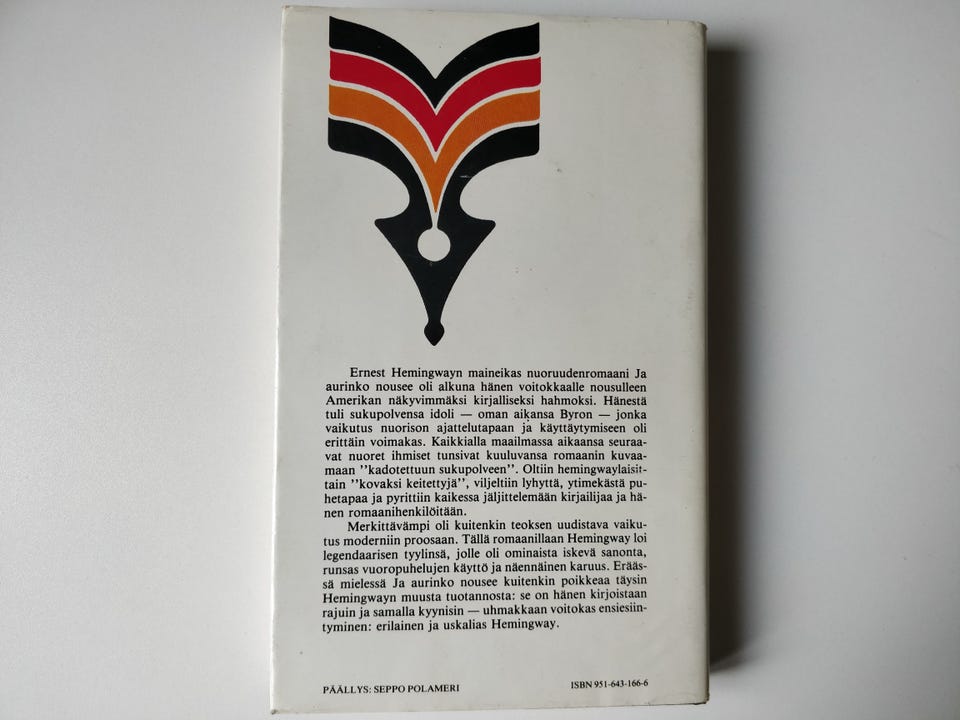 Ernest Hemingwayn maineikas nuoruudenromaani Ja
aurinko nousee oli alkuna hänen voitokkaalle nousulleen
Amerikan näkyvimmäksi kirjalliseksi hahmoksi. Hänestä
tuli sukupolvensa idoli — oman aikansa Byron — jonka
vaikutus nuorison ajattelutapaan ja käyttäytymiseen oli
erittäin voimakas. Kaikkialla maailmassa aikaansa seuraa-
vat nuoret ihmiset tunsivat kuuluvansa romaanin kuvaa-
maan ”kadotettuun sukupolveen”. Oltiin hemingwaylaisit-
tain ”kovaksi keitettyjä”, viljeltiin lyhyttä, ytimekästä pu-
hetapaa ja pyrittiin kaikessa jäljittelemään kirjailijaa ja hä-
nen romaanihenkilöitään.
Merkittävämpi oli kuitenkin teoksen uudistava vaiku-
tus moderniin proosaan. Tällä romaanillaan Hemingway loi
legendaarisen tyylinsä, jolle oli ominaista iskevä sanonta,
runsas vuoropuhelujen käyttö ja näennäinen karuus. Eräs-
sä mielessä Ja aurinko nousee kuitenkin poikkeaa täysin
Hemingwayn muusta tuotannosta: se on hänen kirjoistaan
rajuin ja samalla kyynisin — uhmakkaan voitokas ensiesiin-
tyminen: erilainen ja uskalias Hemingway.
PÄÄLLYS: SEPPO POLAMERI
ISBN 951-643-166-6